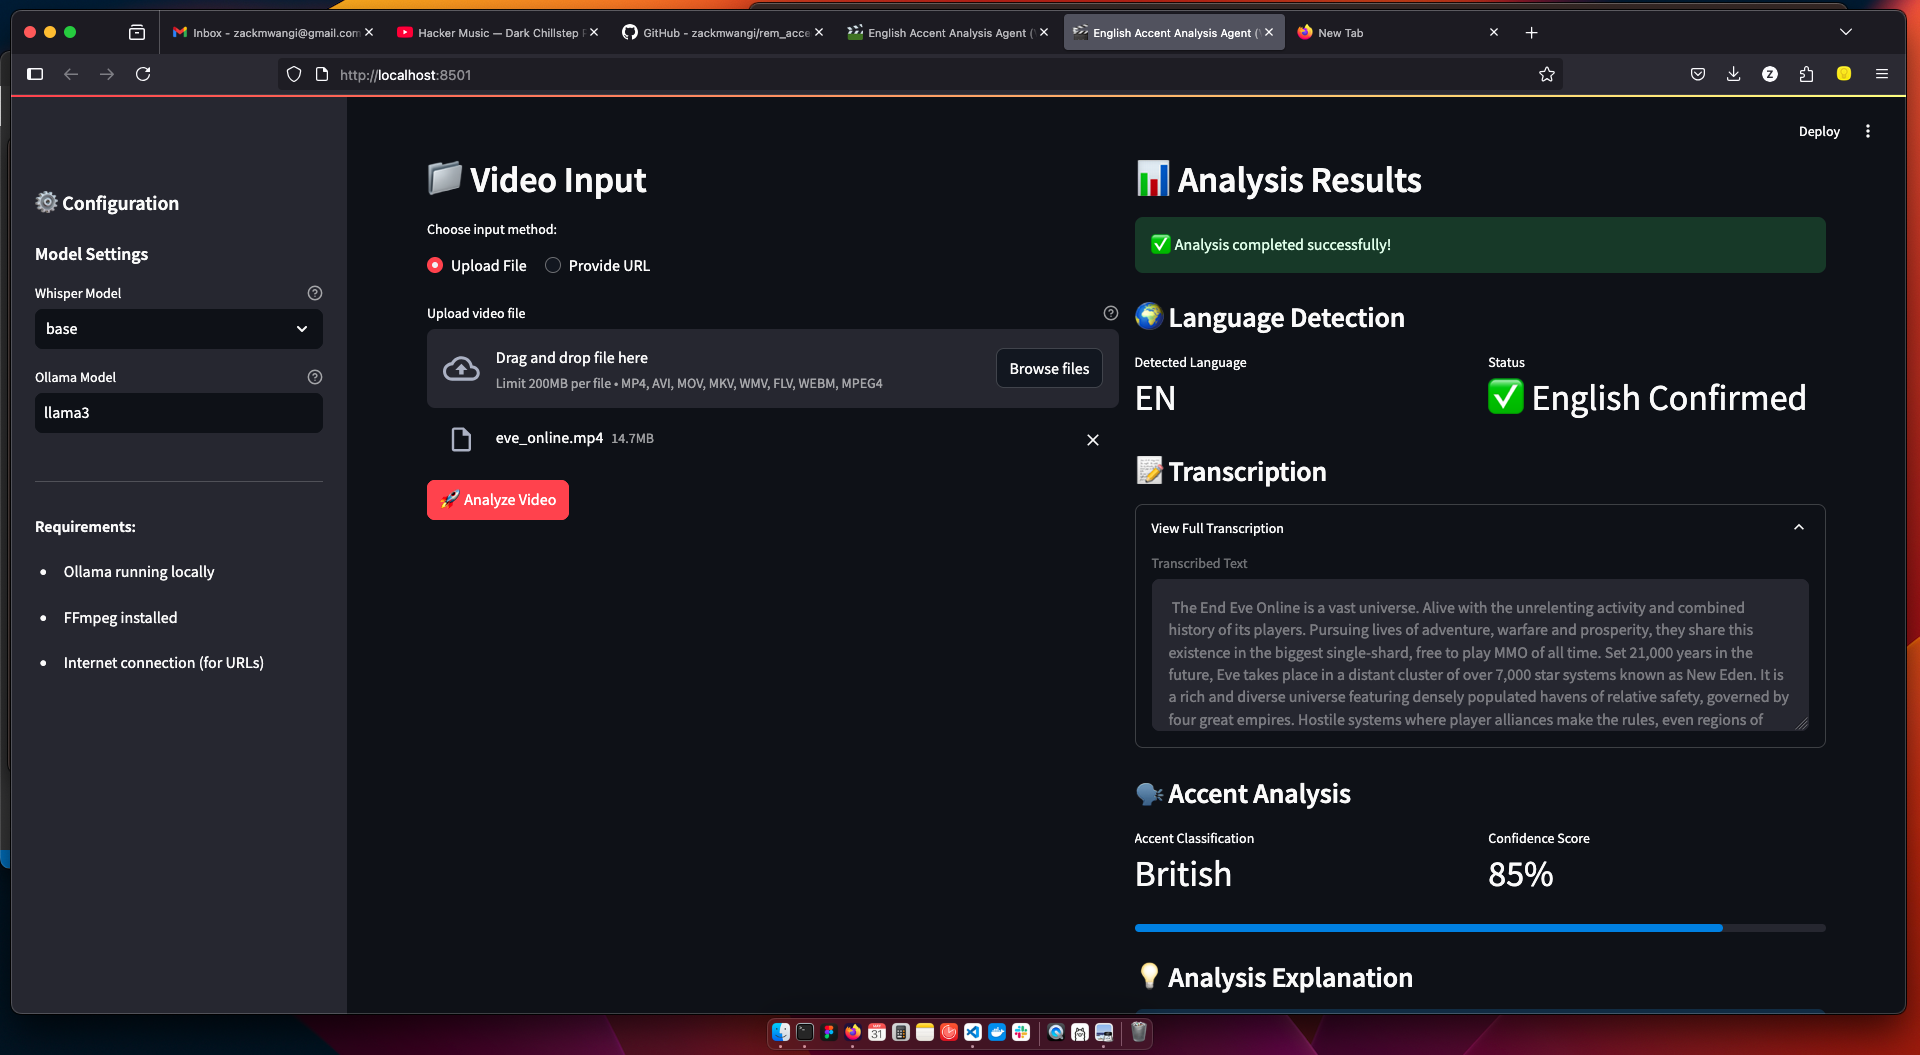 Inbox - zackmwangi@gmail.com
Hacker Music — Dark Chillstep
GitHub - zackmwangi/rem_acce
English Accent Analysis Agent (
English Accent Analysis Agent (
New Tab
http://localhost:8501
Z
Deploy
Configuration
Model Settings
Whisper Model
base
Ollama Model
llama3
Requirements:
Ollama running locally
FFmpeg installed
Internet connection (for URLs)
Video Input
Choose input method:
Upload File
Provide URL
Upload video file
Drag and drop file here
Limit 200MB per file • MP4, AVI, MOV, MKV, WMV, FLV, WEBM, MPEG4
Browse files
eve_online.mp4 14.7MB
Analyze Video
Analysis Results
Analysis completed successfully!
Language Detection
Detected Language
EN
Status
English Confirmed
Transcription
View Full Transcription
Transcribed Text
The End Eve Online is a vast universe. Alive with the unrelenting activity and combined
history of its players. Pursuing lives of adventure, warfare and prosperity, they share this
existence in the biggest single-shard, free to play MMO of all time. Set 21,000 years in the
future, Eve takes place in a distant cluster of over 7,000 star systems known as New Eden. It is
a rich and diverse universe featuring densely populated havens of relative safety, governed by
four great empires. Hostile systems where player alliances make the rules, even regions of
Accent Analysis
Accent Classification
British
Confidence Score
85%
Analysis Explanation
31